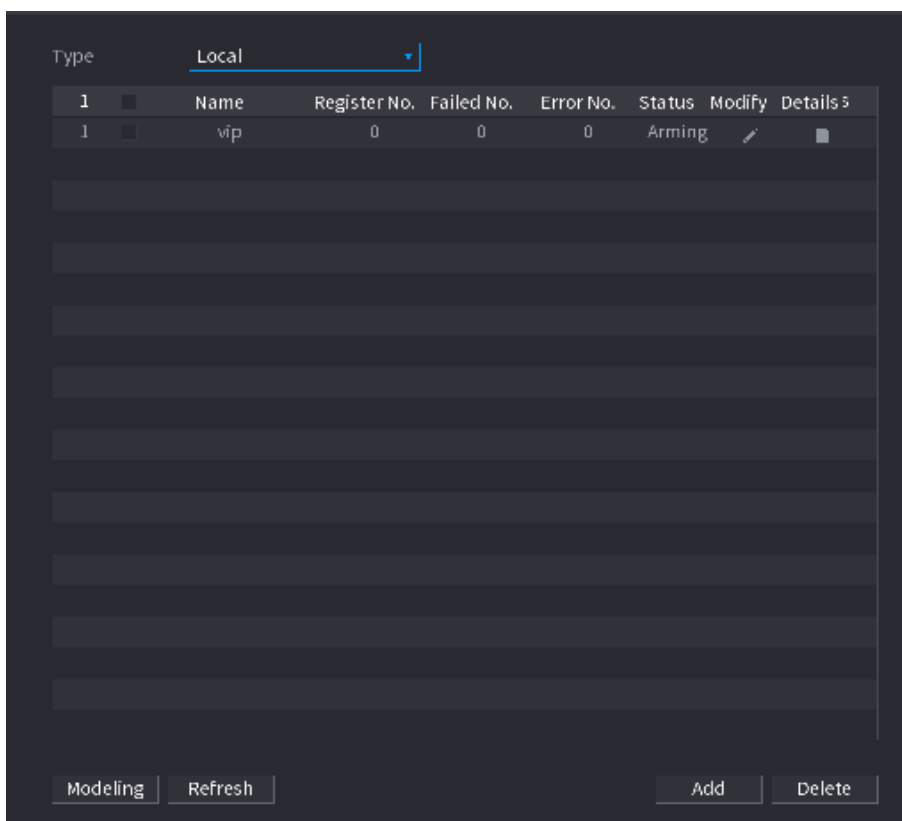 Type Local
1 Name Register No. Failed No. Error No. Status Modify Details
1 vip 0 0 0 Arming
Modeling Refresh Add Delete